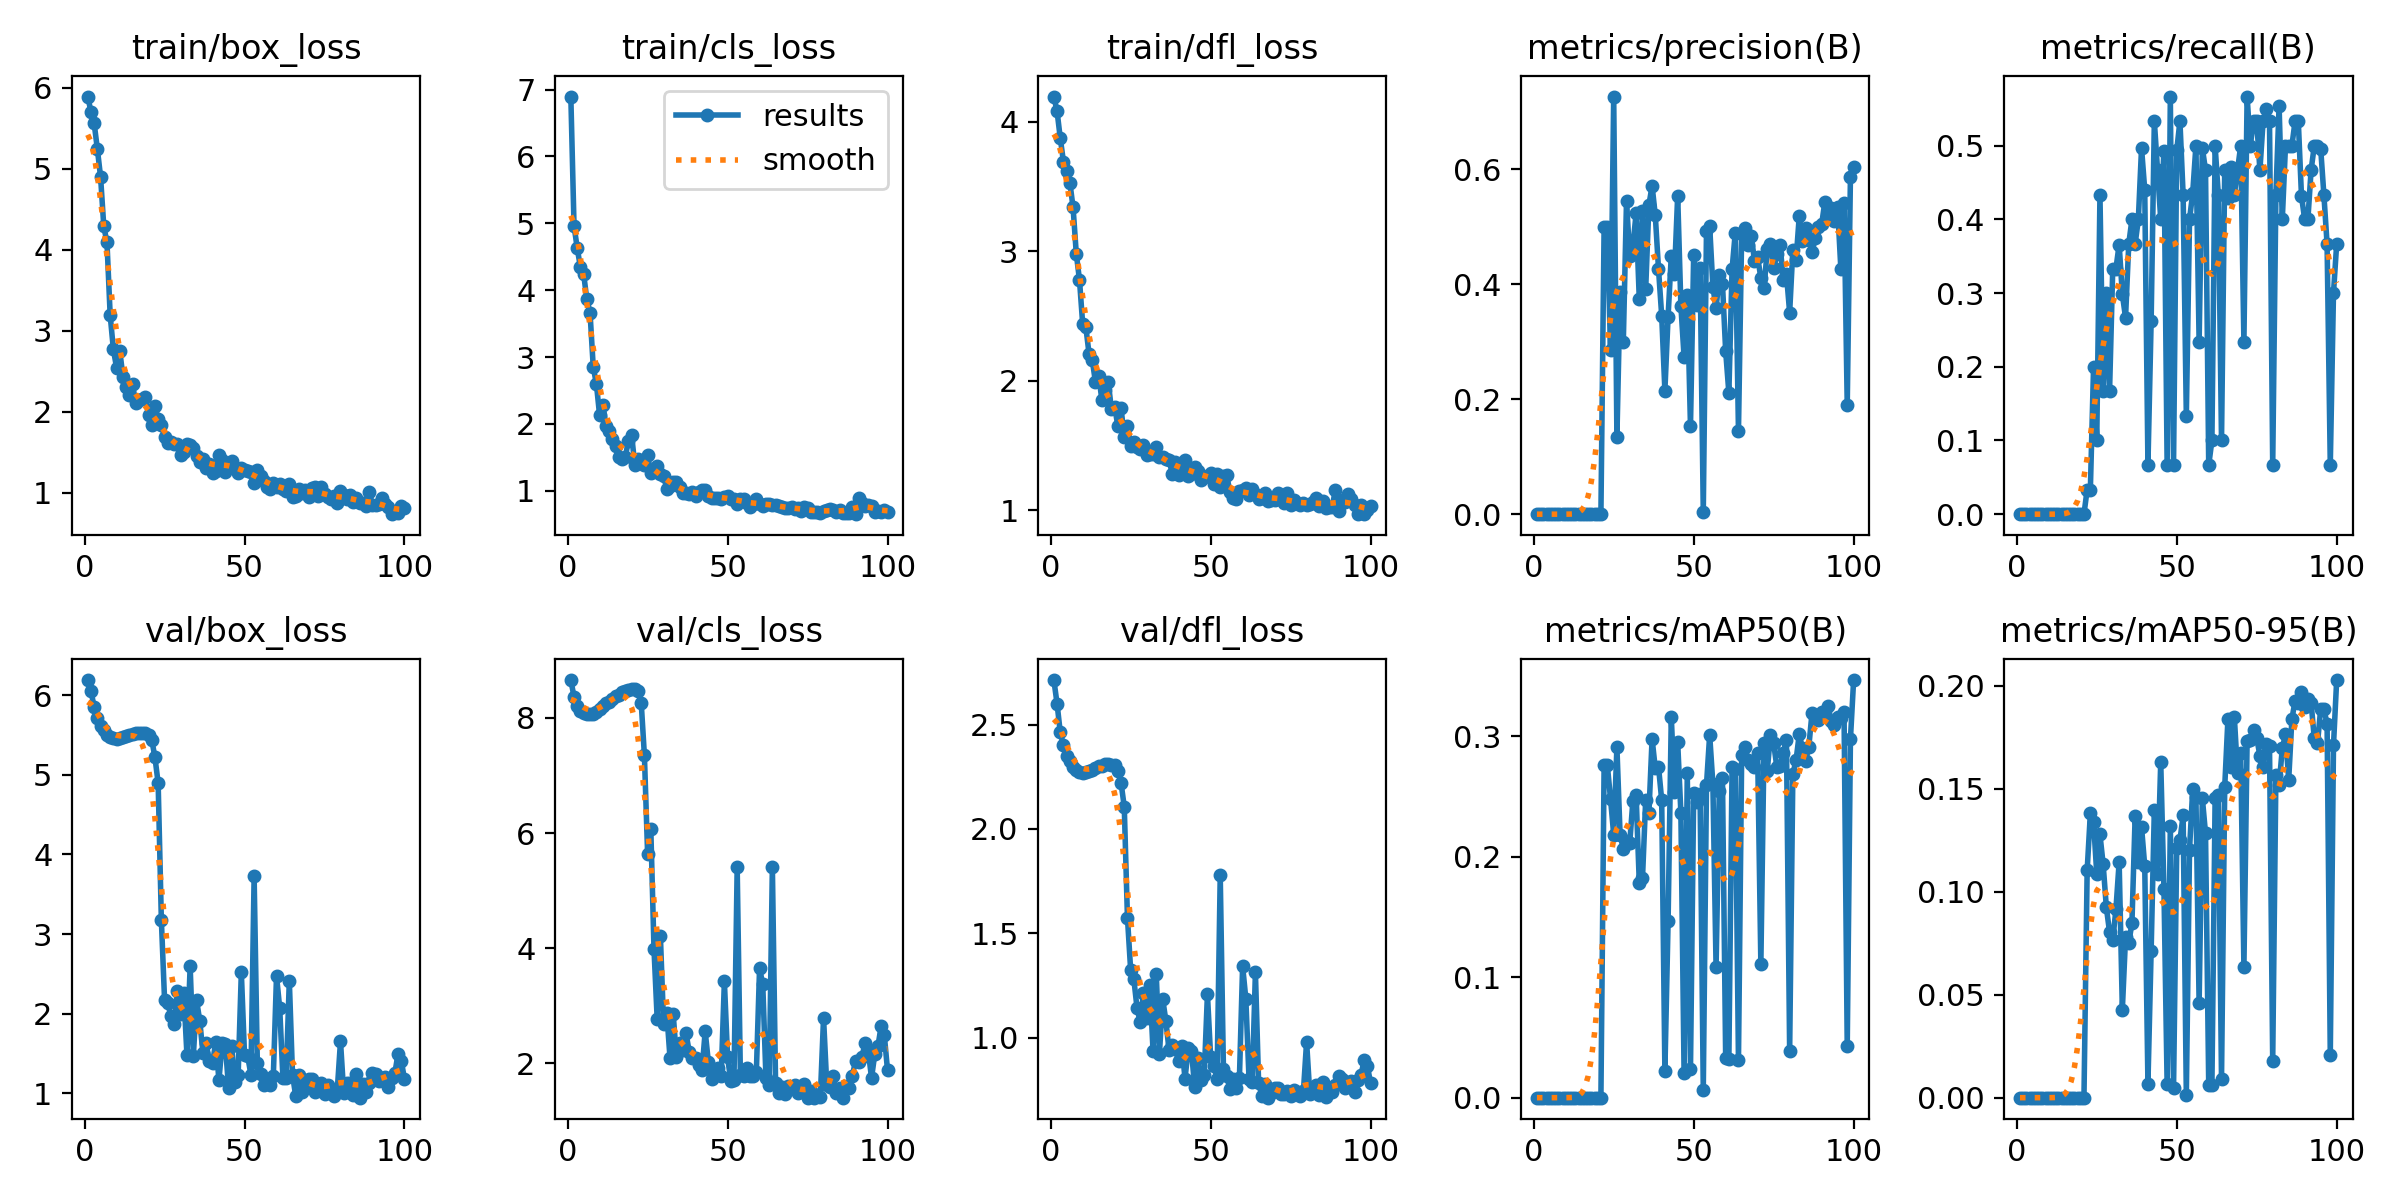 train/box_loss
6
5
4
3
2
1
0 50 100
train/cls_loss
results
smooth
7
6
5
4
3
2
1
0 50 100
train/dfl_loss
4
3
2
1
0 50 100
metrics/precision(B)
0.6
0.4
0.2
0.0
0 50 100
metrics/recall(B)
0.5
0.4
0.3
0.2
0.1
0.0
0 50 100
val/box_loss
6
5
4
3
2
1
0 50 100
val/cls_loss
8
6
4
2
0 50 100
val/dfl_loss
2.5
2.0
1.5
1.0
0 50 100
metrics/mAP50(B)
0.3
0.2
0.1
0.0
0 50 100
metrics/mAP50-95(B)
0.20
0.15
0.10
0.05
0.00
0 50 100